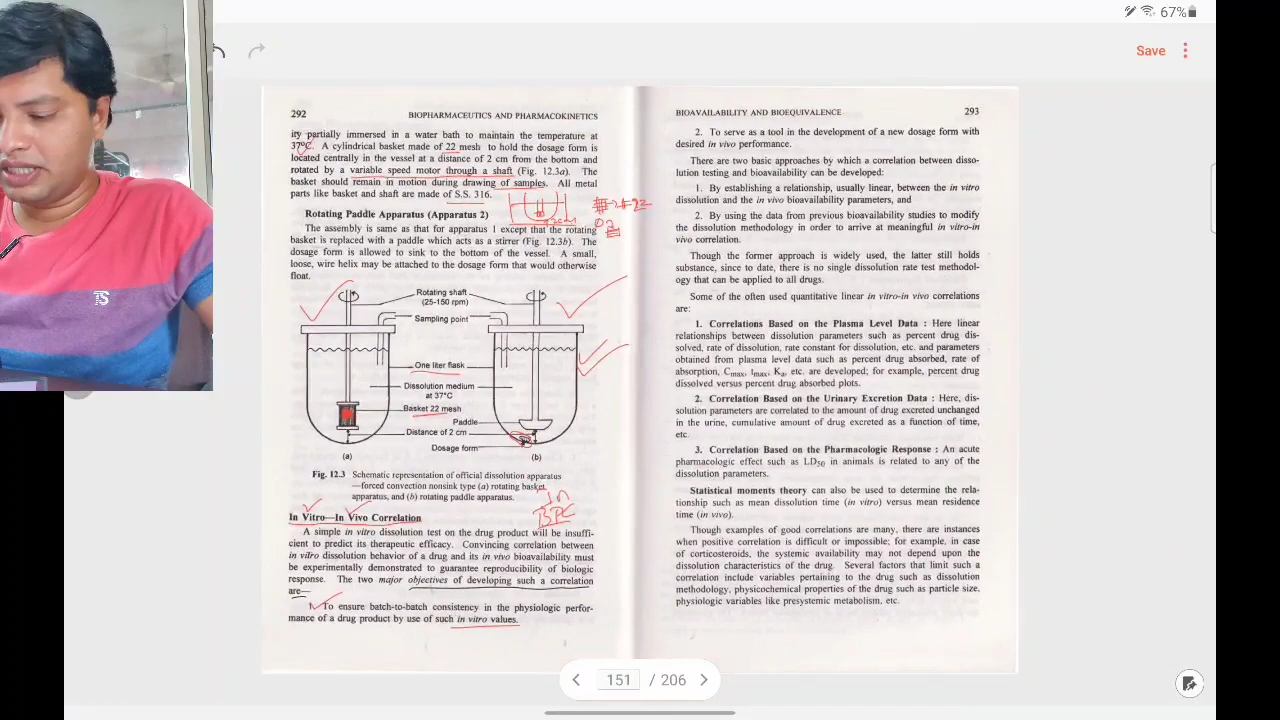 67%
Save
292 BIOPHARMACEUTICS AND PHARMACOKINETICS
ity partially immersed in a water bath to maintain the temperature at
37°C. A cylindrical basket made of 22 mesh to hold the dosage form is
located centrally in the vessel at a distance of 2 cm from the bottom and
rotated by a variable speed motor through a shaft (Fig. 12.3a). The
basket should remain in motion during drawing of samples. All metal
parts like basket and shaft are made of S.S. 316.
Rotating Paddle Apparatus (Apparatus 2)
The assembly is same as that for apparatus 1 except that the rotating
basket is replaced with a paddle which acts as a stirrer (Fig. 12.3b). The
dosage form is allowed to sink to the bottom of the vessel. A small,
loose, wire helix may be attached to the dosage form that would otherwise
float.
Rotating shaft
(25-150 rpm)
Sampling point
One liter flask
Dissolution medium
at 37°C
Basket 22 mesh
Paddle
Distance of 2 cm
Dosage form
(a) (b)
Fig. 12.3 Schematic representation of official dissolution apparatus
—forced convection nonsink type (a) rotating basket
apparatus, and (b) rotating paddle apparatus.
In Vitro—In Vivo Correlation
A simple in vitro dissolution test on the drug product will be insuffi-
cient to predict its therapeutic efficacy. Convincing correlation between
in vitro dissolution behavior of a drug and its in vivo bioavailability must
be experimentally demonstrated to guarantee reproducibility of biologic
response. The two major objectives of developing such a correlation
are—
1. To ensure batch-to-batch consistency in the physiologic perfor-
mance of a drug product by use of such in vitro values.
BIOAVAILABILITY AND BIOEQUIVALENCE 293
2. To serve as a tool in the development of a new dosage form with
desired in vivo performance.
There are two basic approaches by which a correlation between disso-
lution testing and bioavailability can be developed:
1. By establishing a relationship, usually linear, between the in vitro
dissolution and the in vivo bioavailability parameters, and
2. By using the data from previous bioavailability studies to modify
the dissolution methodology in order to arrive at meaningful in vitro-in
vivo correlation.
Though the former approach is widely used, the latter still holds
substance, since to date, there is no single dissolution rate test methodol-
ogy that can be applied to all drugs.
Some of the often used quantitative linear in vitro-in vivo correlations
are:
1. Correlations Based on the Plasma Level Data : Here linear
relationships between dissolution parameters such as percent drug dis-
solved, rate of dissolution, rate constant for dissolution, etc. and parameters
obtained from plasma level data such as percent drug absorbed, rate of
absorption, Cmax, tmax, Ka, etc. are developed; for example, percent drug
dissolved versus percent drug absorbed plots.
2. Correlation Based on the Urinary Excretion Data : Here, dis-
solution parameters are correlated to the amount of drug excreted unchanged
in the urine, cumulative amount of drug excreted as a function of time,
etc.
3. Correlation Based on the Pharmacologic Response : An acute
pharmacologic effect such as LD50 in animals is related to any of the
dissolution parameters.
Statistical moments theory can also be used to determine the rela-
tionship such as mean dissolution time (in vitro) versus mean residence
time (in vivo).
Though examples of good correlations are many, there are instances
when positive correlation is difficult or impossible; for example, in case
of corticosteroids, the systemic availability may not depend upon the
dissolution characteristics of the drug. Several factors that limit such
a correlation include variables pertaining to the drug such as dissolution
methodology, physicochemical properties of the drug such as particle size,
physiologic variables like presystemic metabolism, etc.
151 / 206